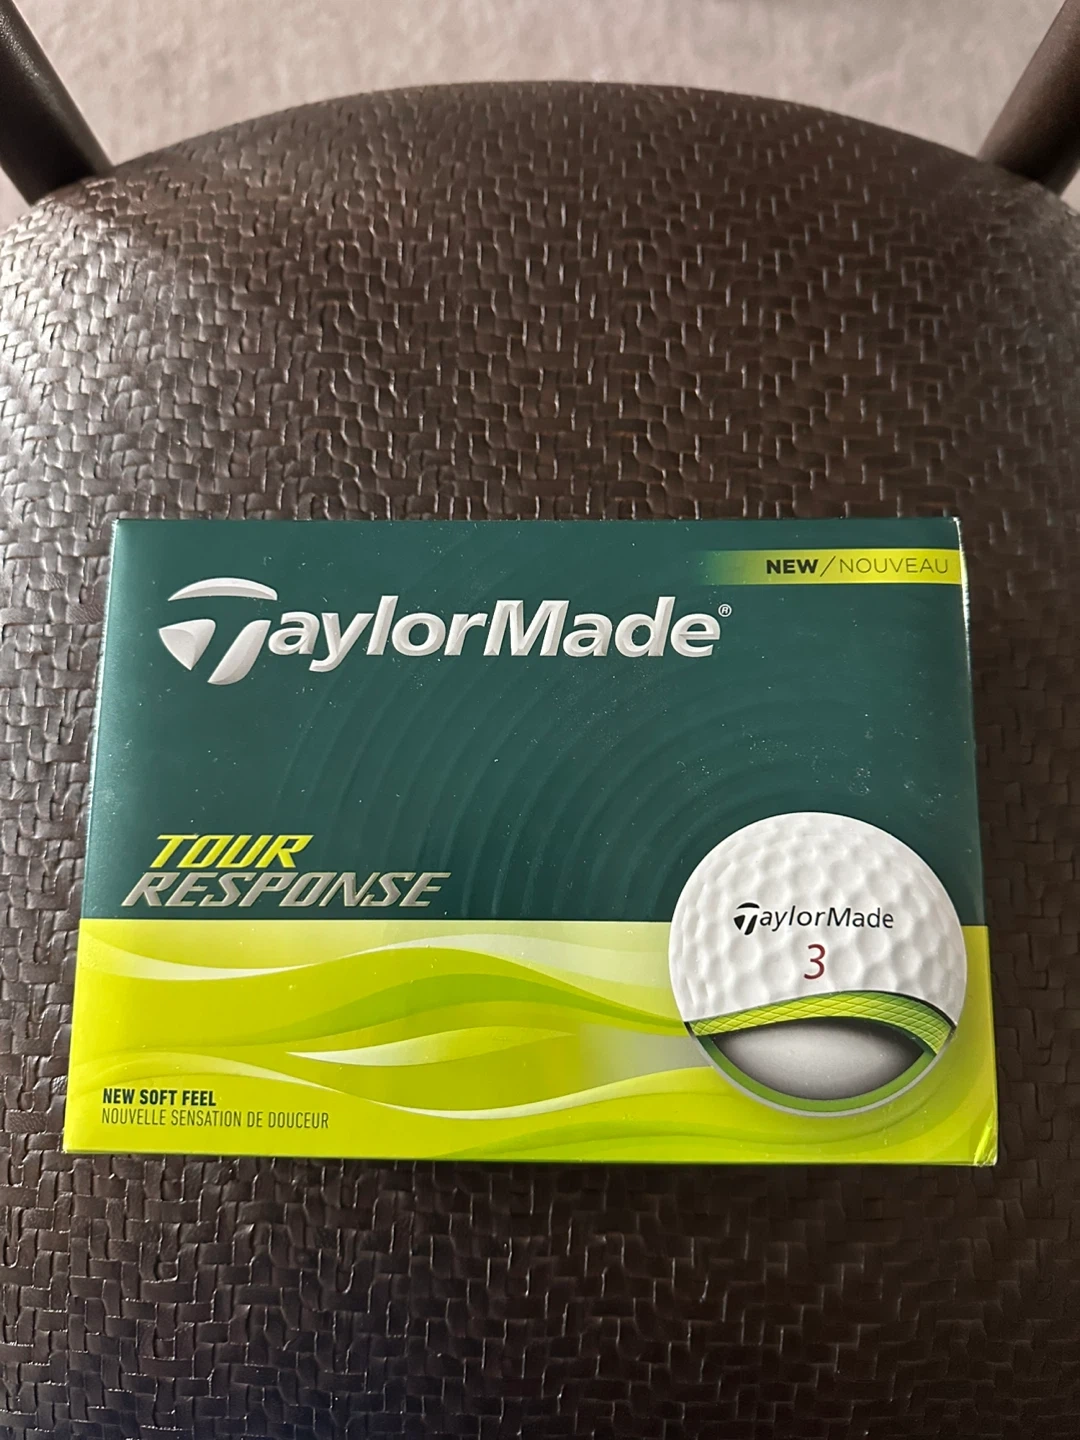 NEW/NOUVEAU
TaylorMade®
TOUR
RESPONSE
TaylorMade
3
NEW SOFT FEEL
NOUVELLE SENSATION DE DOUCEUR